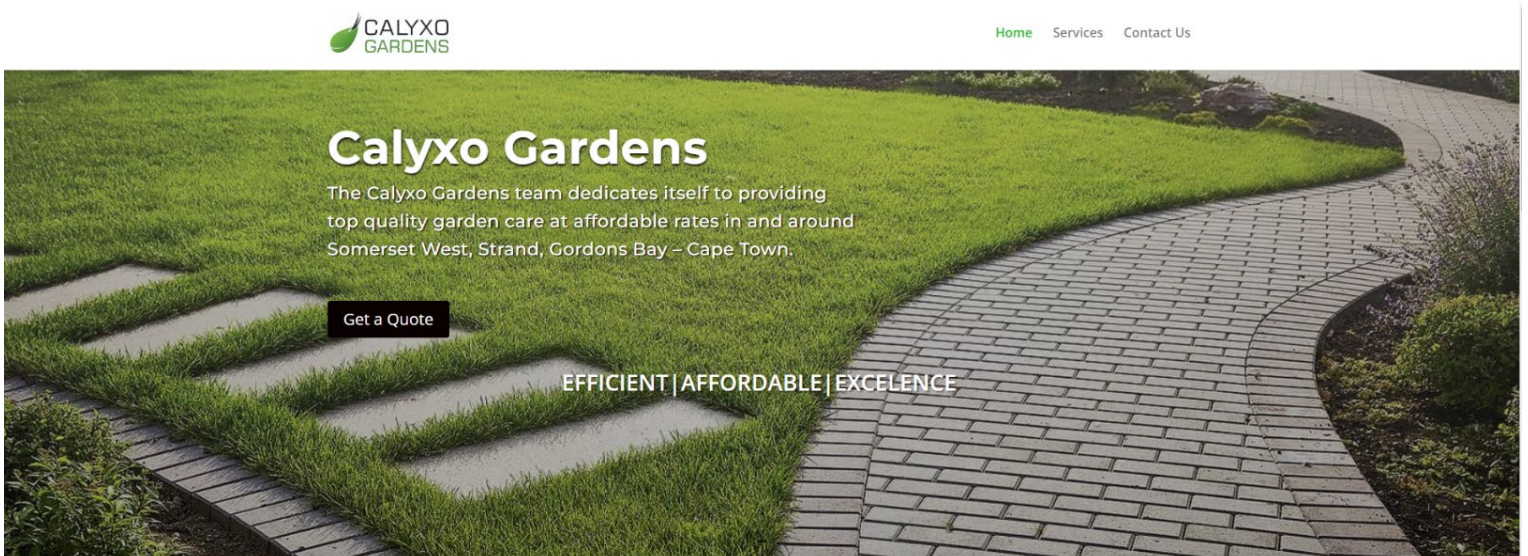 CALYXO
GARDENS
Home Services Contact Us
Calyxo Gardens
The Calyxo Gardens team dedicates itself to providing
top quality garden care at affordable rates in and around
Somerset West, Strand, Gordons Bay – Cape Town.
Get a Quote
EFFICIENT|AFFORDABLE|EXCELENCE